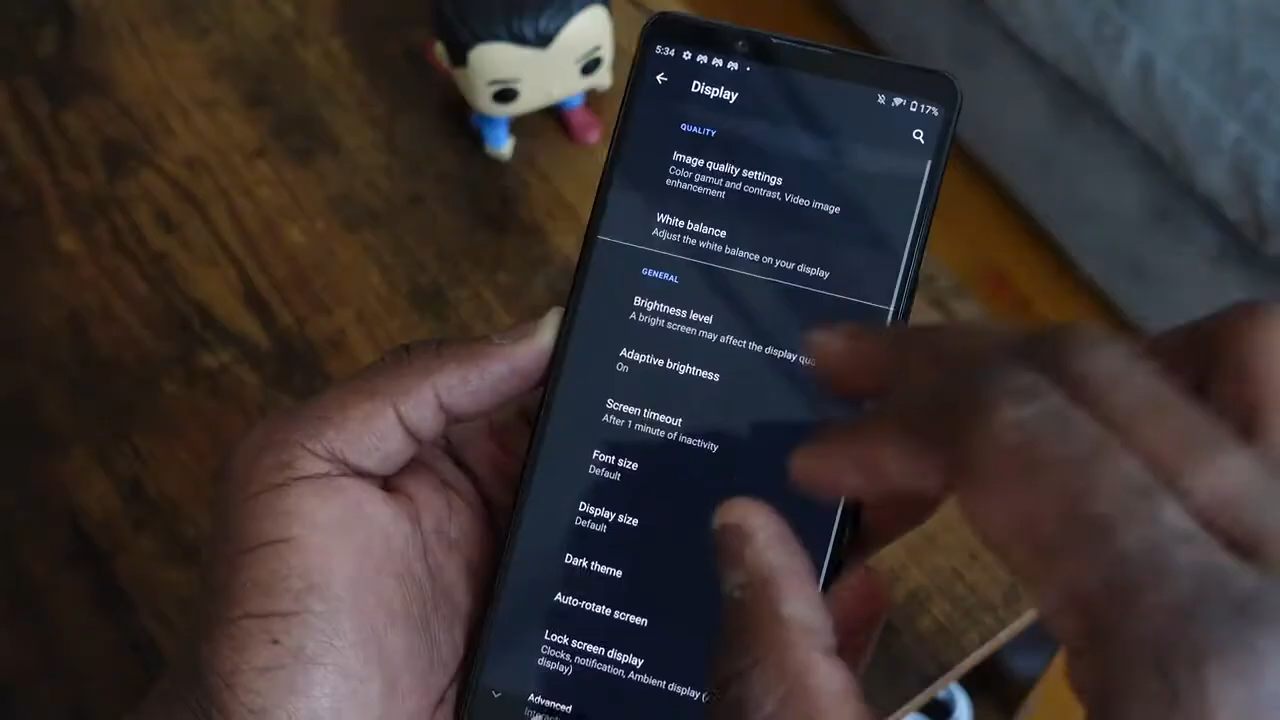 5:34
17%
Display
QUALITY
Image quality settings
Color gamut and contrast, Video image
enhancement
White balance
Adjust the white balance on your display
GENERAL
Brightness level
A bright screen may affect the display
Adaptive brightness
On
Screen timeout
After 1 minute of inactivity
Font size
Default
Display size
Default
Dark theme
Auto-rotate screen
Lock screen display
Clocks, notification, Ambient display
display)
Advanced